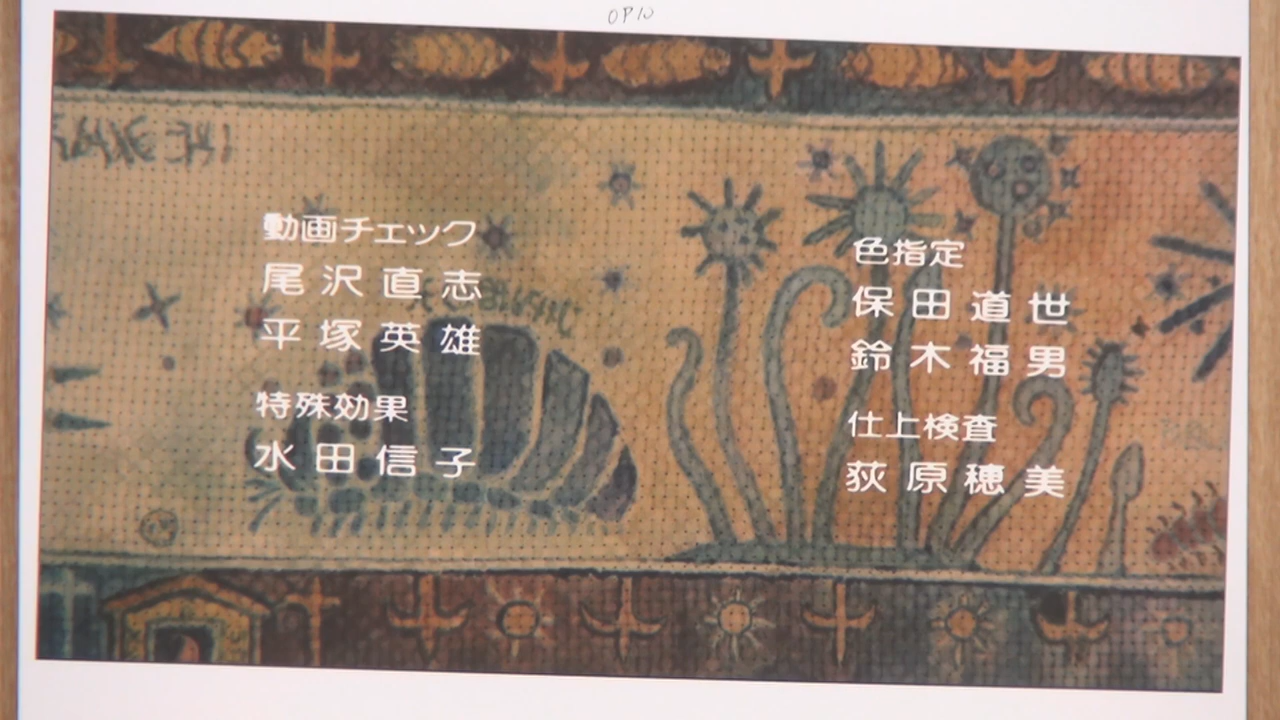 OP10
動画チェック
尾沢直志
平塚英雄
特殊効果
水田信子
色指定
保田道世
鈴木福男
仕上検査
荻原穂美